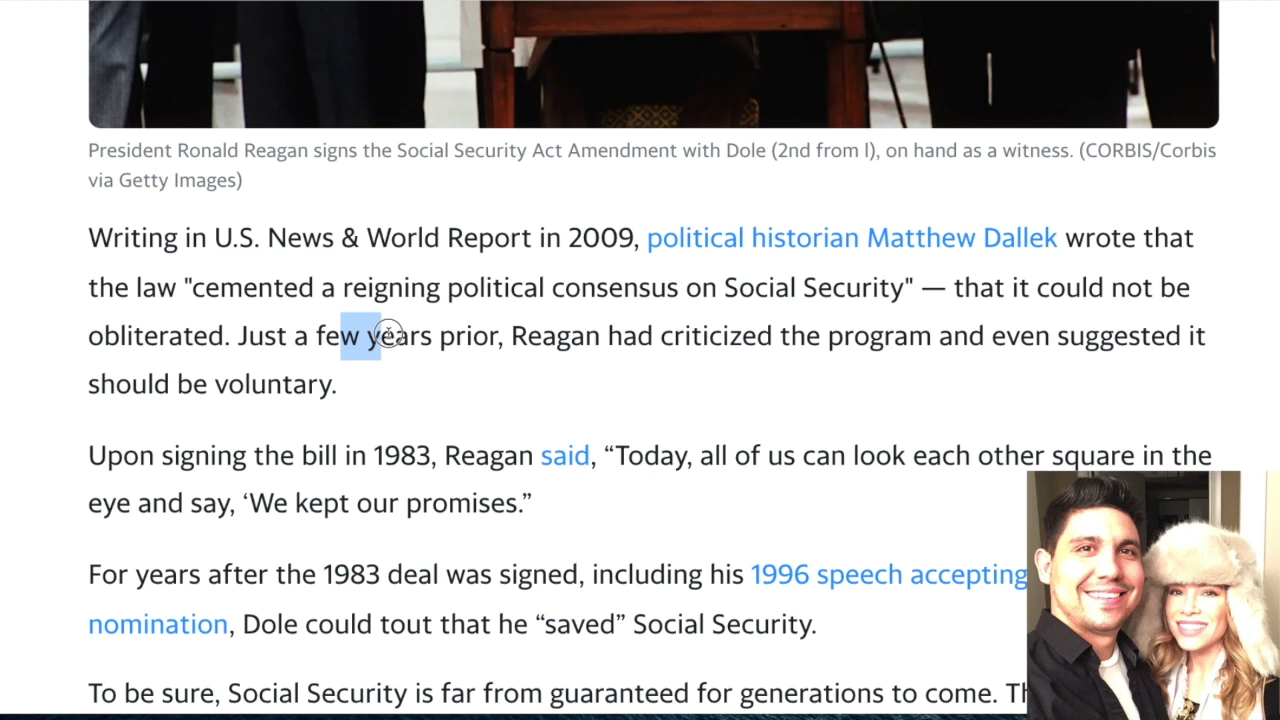 President Ronald Reagan signs the Social Security Act Amendment with Dole (2nd from l), on hand as a witness. (CORBIS/Corbis
via Getty Images)
Writing in U.S. News & World Report in 2009, political historian Matthew Dallek wrote that
the law "cemented a reigning political consensus on Social Security" — that it could not be
obliterated. Just a few years prior, Reagan had criticized the program and even suggested it
should be voluntary.
Upon signing the bill in 1983, Reagan said, “Today, all of us can look each other square in the
eye and say, ‘We kept our promises.”
For years after the 1983 deal was signed, including his 1996 speech accepting
nomination, Dole could tout that he “saved” Social Security.
To be sure, Social Security is far from guaranteed for generations to come.